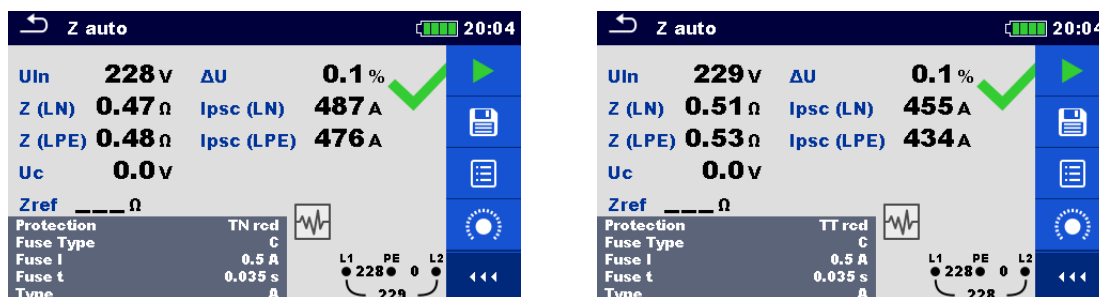 Z auto 20:04
Uln 228 V ΔU 0.1 %
Z (LN) 0.47 Ω Ipsc (LN) 487 A
Z (LPE) 0.48 Ω Ipsc (LPE) 476 A
Uc 0.0 V
Zref ___ Ω
Protection TN rcd
Fuse Type C
Fuse I 0.5 A
Fuse t 0.035 s
Type A
L1 PE L2
228 0
229
Z auto 20:04
Uln 229 V ΔU 0.1 %
Z (LN) 0.51 Ω Ipsc (LN) 455 A
Z (LPE) 0.53 Ω Ipsc (LPE) 434 A
Uc 0.0 V
Zref ___ Ω
Protection TT rcd
Fuse Type C
Fuse I 0.5 A
Fuse t 0.035 s
Type A
L1 PE L2
228 0
228